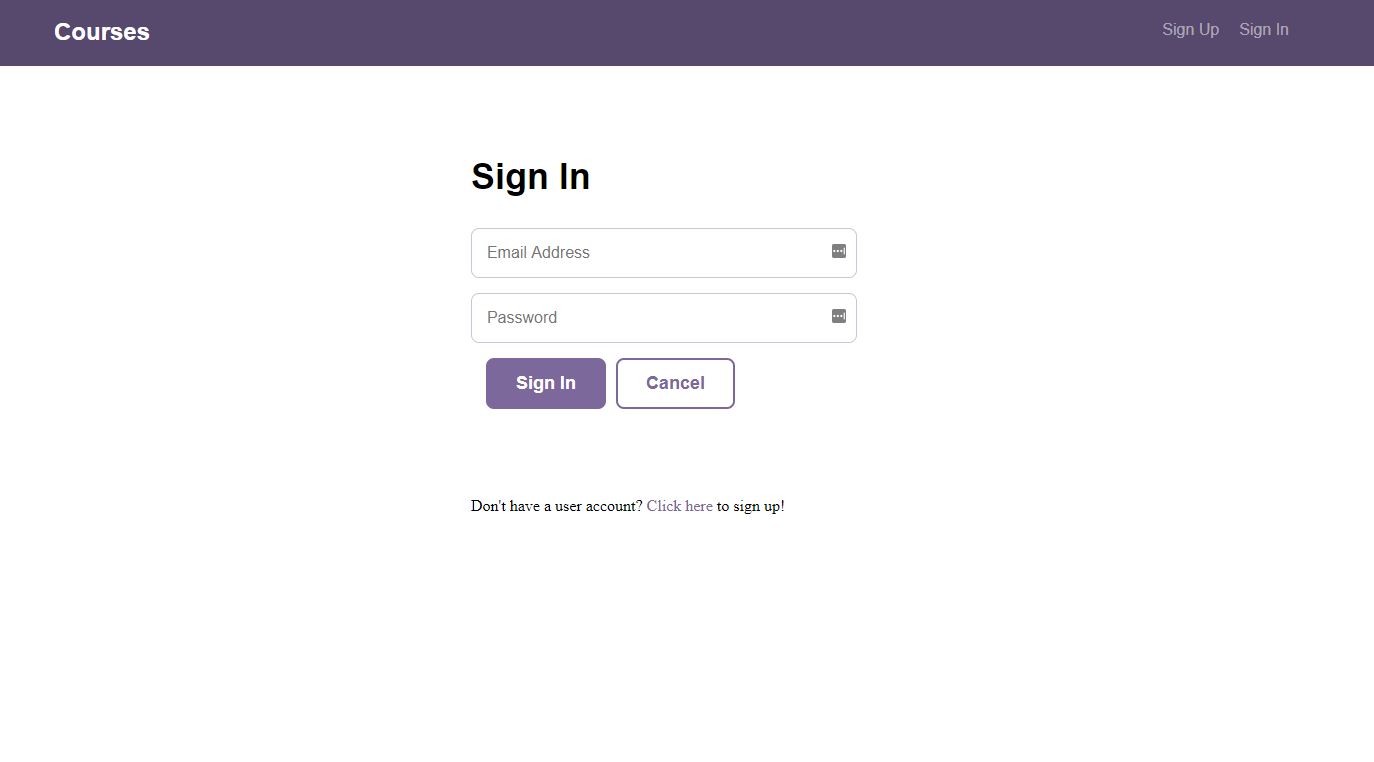 Courses
Sign Up Sign In
Sign In
Email Address
Password
Sign In Cancel
Don't have a user account? Click here to sign up!